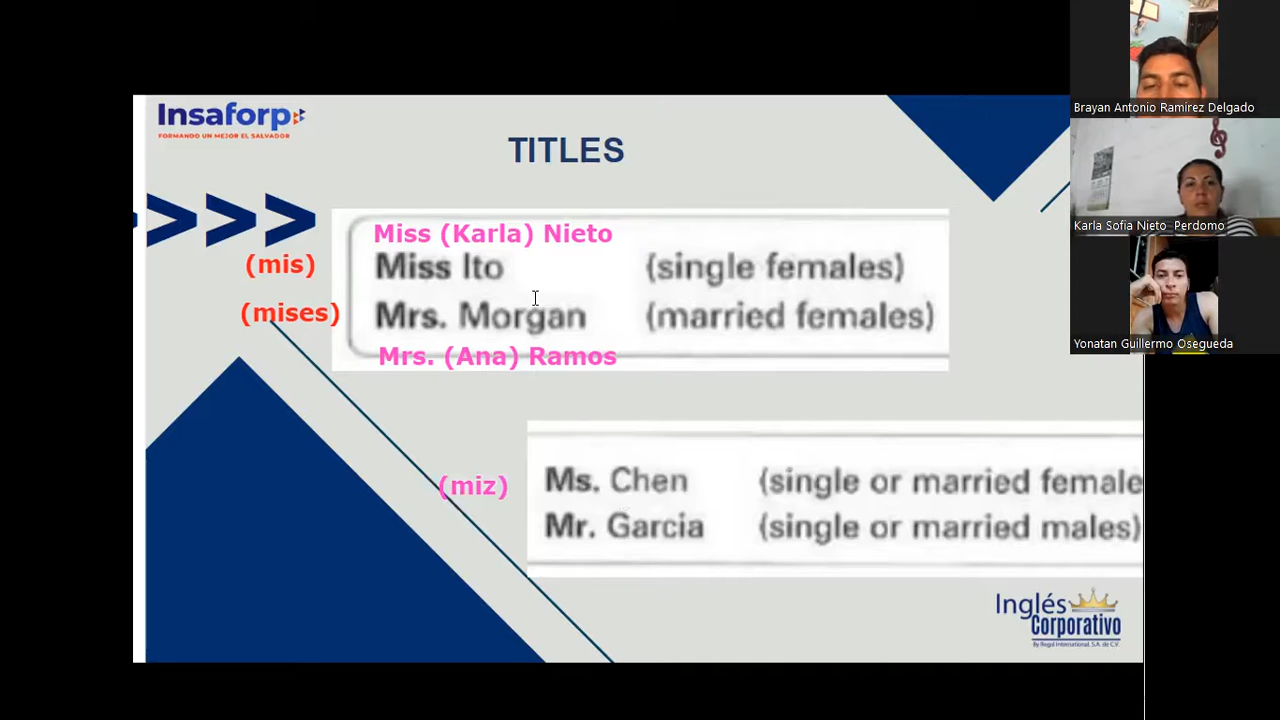 Insaforp
FORMANDO UN MEJOR EL SALVADOR
TITLES
Miss (Karla) Nieto
(mis) Miss Ito (single females)
(mises) Mrs. Morgan (married females)
Mrs. (Ana) Ramos
(miz) Ms. Chen (single or married female
Mr. Garcia (single or married males)
Inglés
Corporativo
By Regal International, S.A. de C.V.
Brayan Antonio Ramirez Delgado
Karla Sofia Nieto Perdomo
Yonatan Guillermo Osegueda